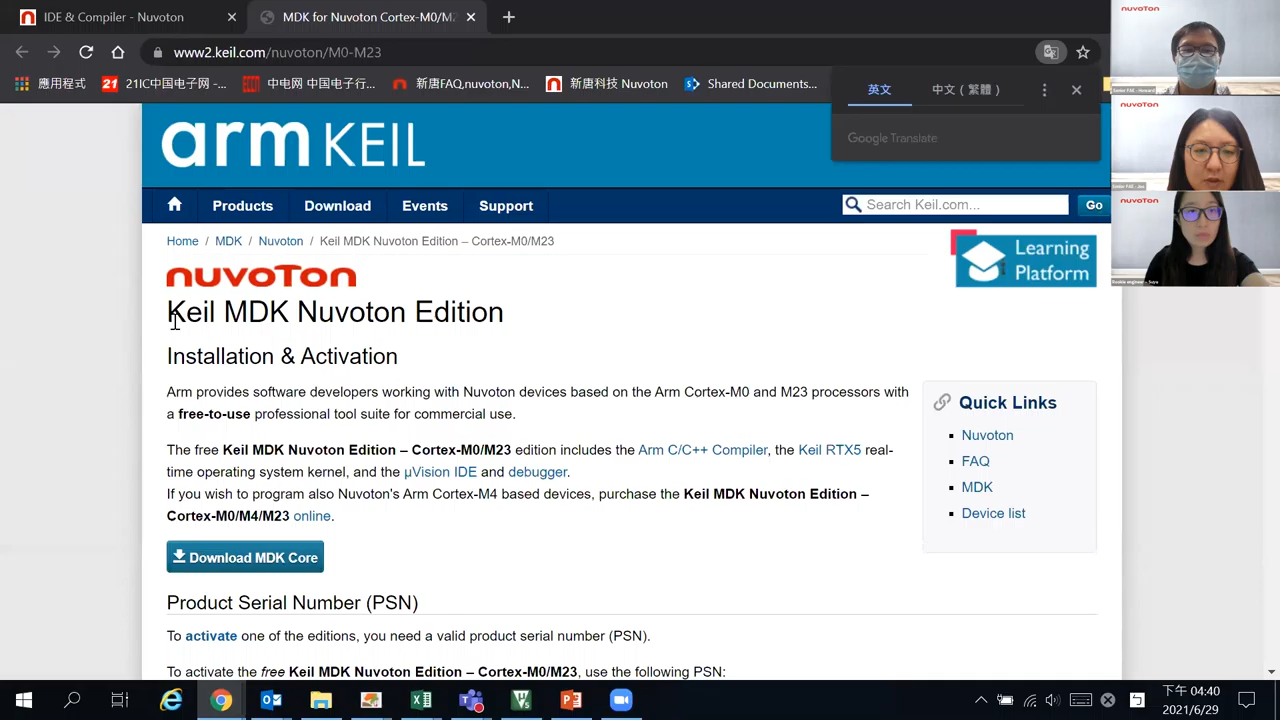 IDE & Compiler - Nuvoton
MDK for Nuvoton Cortex-M0/M
www2.keil.com/nuvoton/M0-M23
應用程式
21
21IC中国电子网 -...
中电网 中国电子行...
新唐FAQ
新唐科技 Nuvoton
Shared Documents...
英文
中文（繁體）
Google Translate
arm KEIL
Products
Download
Events
Support
Search Keil.com...
Go
Home / MDK / Nuvoton / Keil MDK Nuvoton Edition – Cortex-M0/M23
Learning
Platform
nuvoTon
Keil MDK Nuvoton Edition
Installation & Activation
Arm provides software developers working with Nuvoton devices based on the Arm Cortex-M0 and M23 processors with
a free-to-use professional tool suite for commercial use.
The free Keil MDK Nuvoton Edition – Cortex-M0/M23 edition includes the Arm C/C++ Compiler, the Keil RTX5 real-
time operating system kernel, and the µVision IDE and debugger.
If you wish to program also Nuvoton's Arm Cortex-M4 based devices, purchase the Keil MDK Nuvoton Edition –
Cortex-M0/M4/M23 online.
Download MDK Core
Product Serial Number (PSN)
To activate one of the editions, you need a valid product serial number (PSN).
To activate the free Keil MDK Nuvoton Edition – Cortex-M0/M23, use the following PSN:
Quick Links
Nuvoton
FAQ
MDK
Device list
nuvoTon
Senior FAE - Howard
nuvoTon
nuvoTon
下午 04:40
2021/6/29